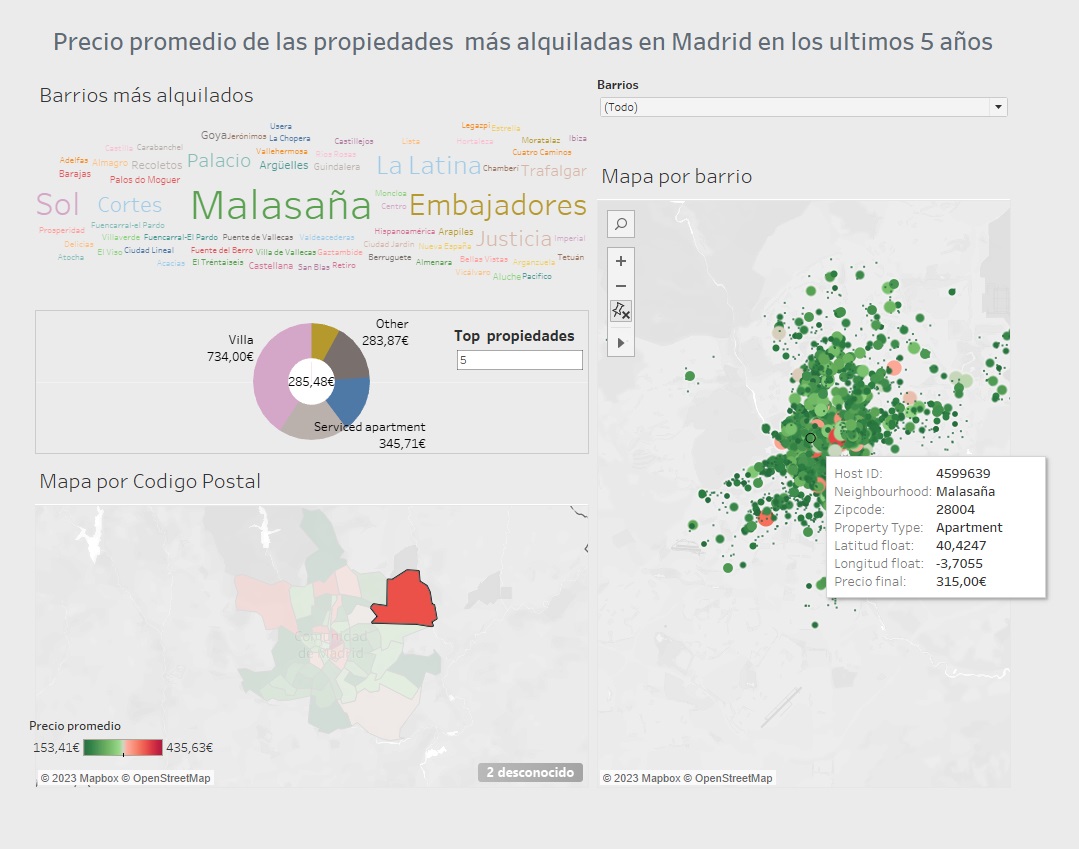 Precio promedio de las propiedades más alquiladas en Madrid en los ultimos 5 años
Barrios más alquilados
Usera
Legazpi Estrella
Goya Jerónimos La Chopera
Castilla Carabanchel
Castillejos
Lista
Hortaleza
Moratalaz Ibiza
Adelfas Almagro Recoletos Palacio
Vallehermosa
Argüelles
Rios Rosas
Guindalera
La Latina
Cuatro Caminos
Chamberí Trafalgar
Barajas
Palos do Moguer
Sol Cortes Malasaña
Moncloa
Centro
Embajadores
Prosperidad
Fuencarral-el Pardo
Delicias
Villaverde Fuencarral-El Pardo Puente de Vallecas Valdeacederas
Hispanoamérica Arapiles
Ciudad Jardin Nueva España
Justicia Imperial
Atocha
El Viso Ciudad Lineal Fuente del Berro Villa de Vallecas Gaztambide
Berruguete
Bellas Vistas Arganzuela Tetuán
Acacias El Tréntaiseis Castellana San Blas Retiro
Almenara
Vicálvaro Aluche Pacifico
Villa
734,00€
Other
283,87€
285,48€
Serviced apartment
345,71€
Top propiedades
5
Mapa por Codigo Postal
Comunidad
de Madrid
Precio promedio
153,41€ 435,63€
© 2023 Mapbox © OpenStreetMap
2 desconocido
Barrios
(Todo)
Mapa por barrio
Host ID: 4599639
Neighbourhood: Malasaña
Zipcode: 28004
Property Type: Apartment
Latitud float: 40,4247
Longitud float: -3,7055
Precio final: 315,00€
© 2023 Mapbox © OpenStreetMap